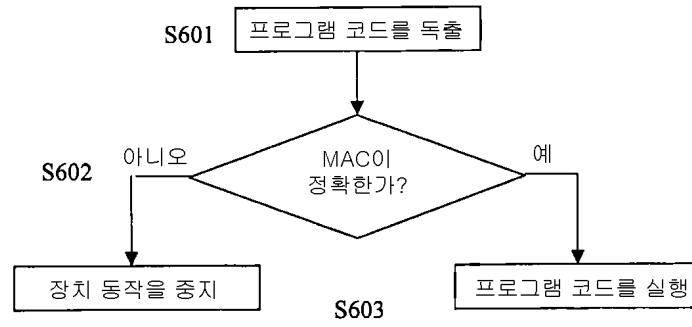 S601
프로그램 코드를 독출
S602
아니오
MAC이
정확한가?
예
장치 동작을 중지
S603
프로그램 코드를 실행